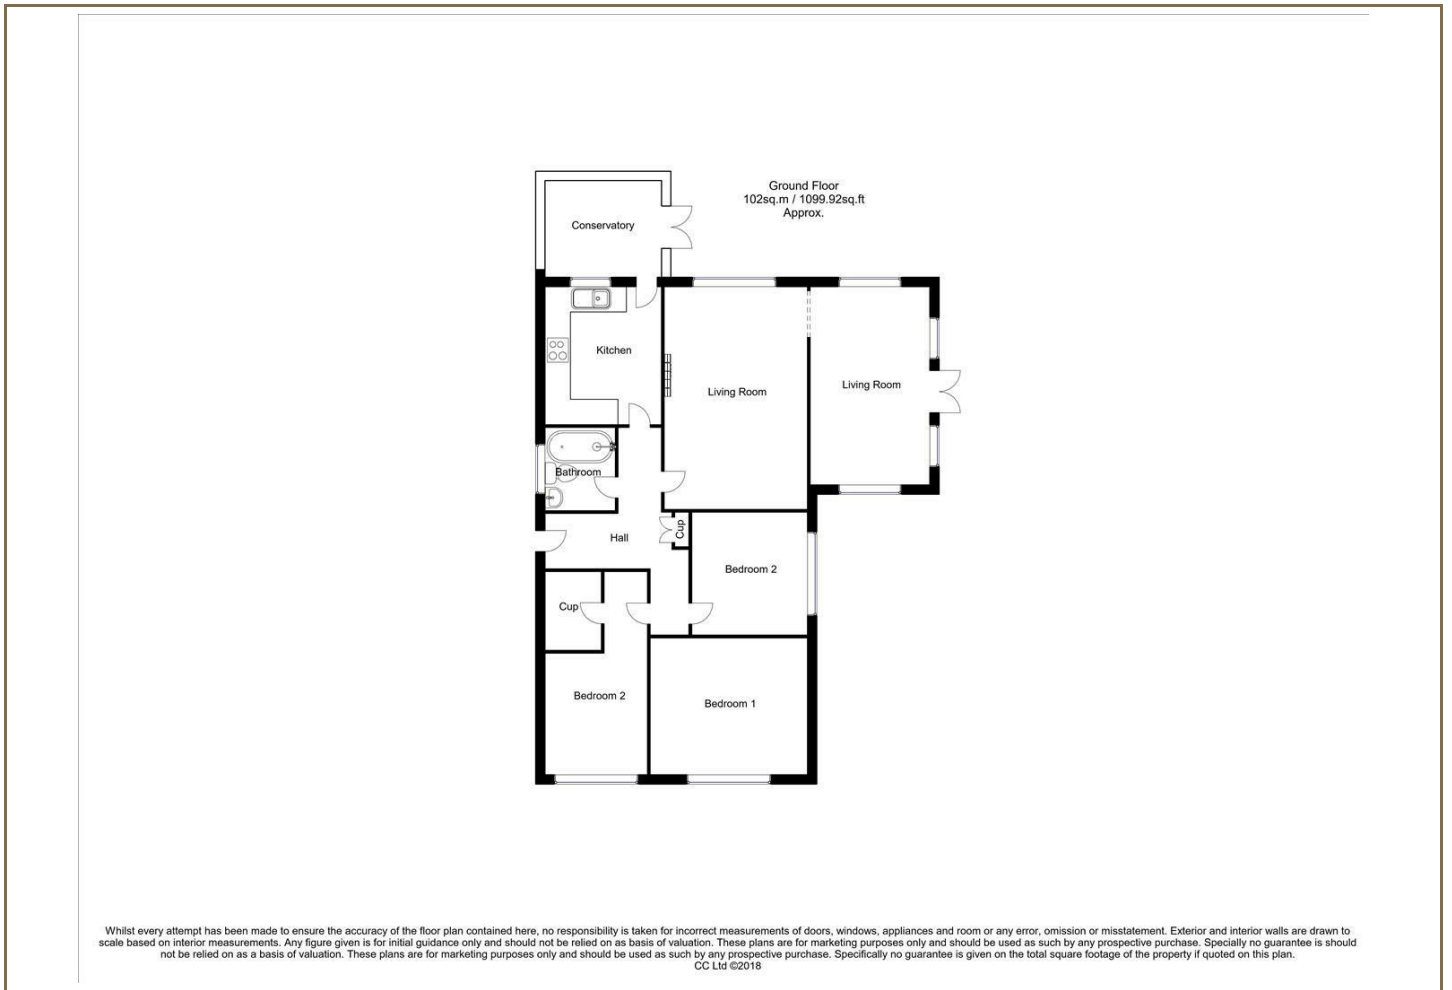 Ground Floor
102sq.m / 1099.92sq.ft
Approx.
Conservatory
Kitchen
Living Room
Living Room
Bathroom
Cup
Hall
Bedroom 2
Cup
Bedroom 2
Bedroom 1
Whilst every attempt has been made to ensure the accuracy of the floor plan contained here, no responsibility is taken for incorrect measurements of doors, windows, appliances and room or any error, omission or misstatement. Exterior and interior walls are drawn to
scale based on interior measurements. Any figure given is for initial guidance only and should not be relied on as basis of valuation. These plans are for marketing purposes only and should be used as such by any prospective purchase. Specially no guarantee is should
not be relied on as a basis of valuation. These plans are for marketing purposes only and should be used as such by any prospective purchase. Specifically no guarantee is given on the total square footage of the property if quoted on this plan.
CC Ltd ©2018